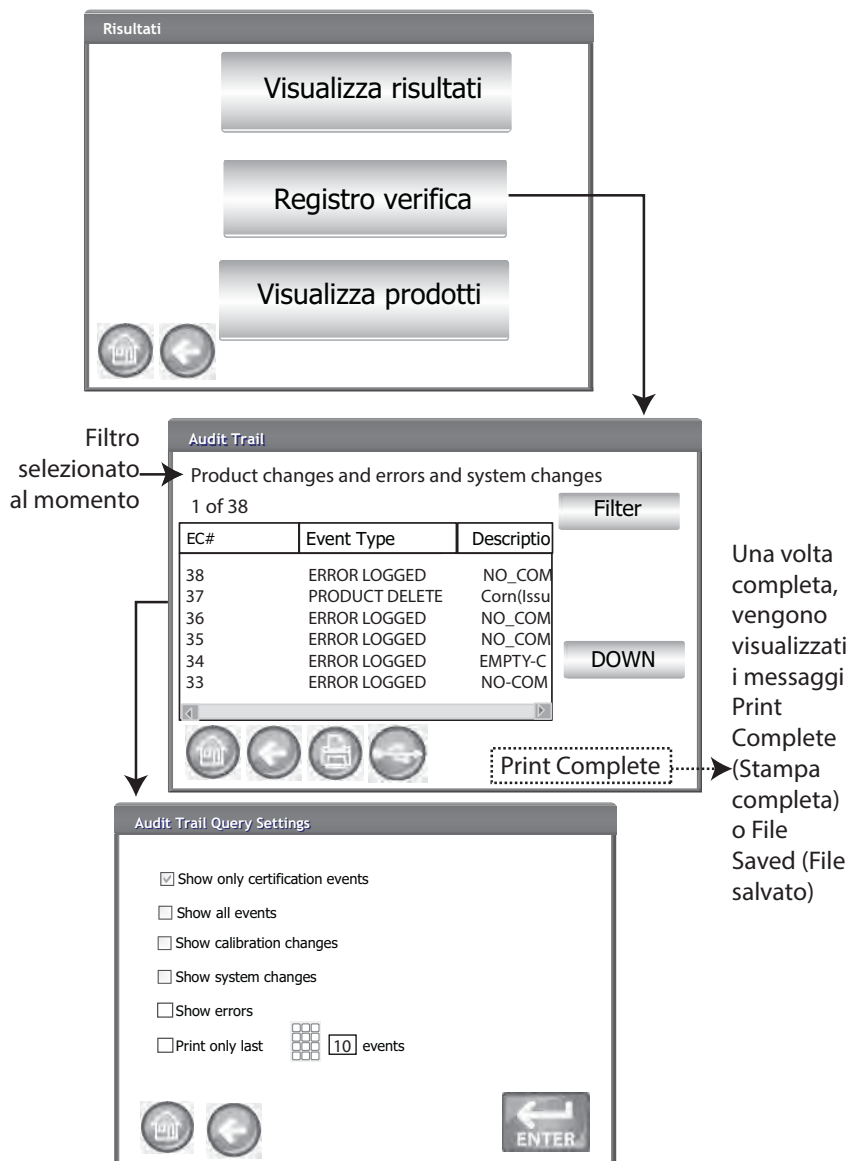 Risultati
Visualizza risultati
Registro verifica
Visualizza prodotti
Filtro
selezionato
al momento
Audit Trail
Product changes and errors and system changes
1 of 38
Filter
EC# Event Type Descriptio
38 ERROR LOGGED NO_COM
37 PRODUCT DELETE Corn(Issu
36 ERROR LOGGED NO_COM
35 ERROR LOGGED NO_COM
34 ERROR LOGGED EMPTY-C
33 ERROR LOGGED NO-COM
DOWN
Print Complete
Una volta
completa,
vengono
visualizzati
i messaggi
Print
Complete
(Stampa
completa)
o File
Saved (File
salvato)
Audit Trail Query Settings
Show only certification events
Show all events
Show calibration changes
Show system changes
Show errors
Print only last 10 events
ENTER